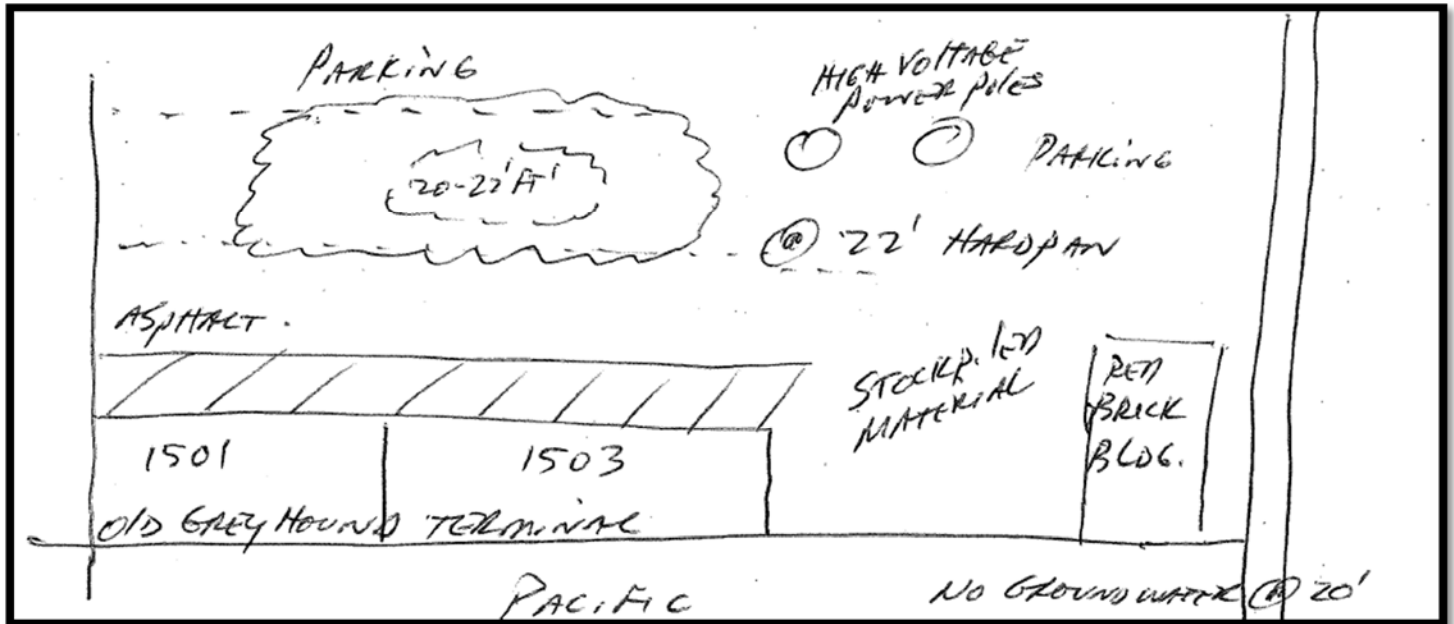 PARKING
HIGH VOLTAGE
POWER POLES
20-22' FT'
PARKING
@ 22' HARDPAN
ASPHALT.
STOCKPILED
MATERIAL
RED
BRICK
BLDG.
1501
1503
OLD GREYHOUND TERMINAL
PACIFIC
NO GROUNDWATER @ 20'